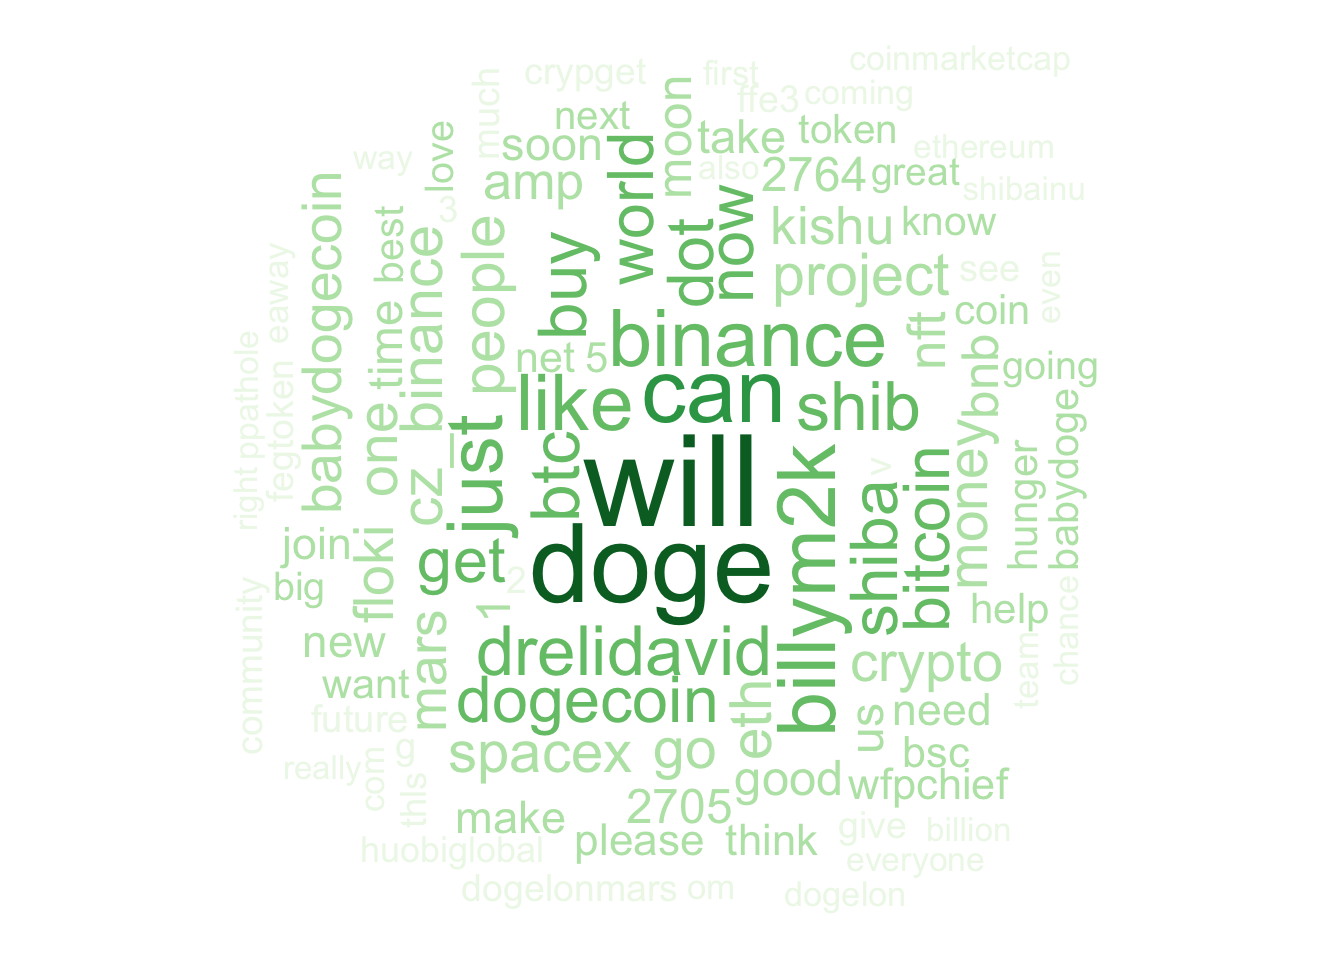 coinmarketcap
crypget
first
much
ffe3
coming
next
moon
token
soon
take
love
way
world
ethereum
also
2764
great
amp
shibainu
3
babydogecoin
best
binance
people
buy
dot
now
kishu
know
eaway
project
see
even
time
binance
nft
coin
right
ppathole
fegtoken
net
5
bnb
going
one
like
can
shib
babydoge
cz_
just
btc
will
billym2k
v
shiba
bitcoin
money
hunger
join
floki
get
2
doge
big
1
help
community
new
mars
drelidavid
crypto
team
chance
want
dogecoin
eth
us
need
future
g
spacex
go
bsc
really
com
thls
good
wfpchief
make
2705
please
think
give
billion
huobiglobal
everyone
dogelonmars
om
dogelon